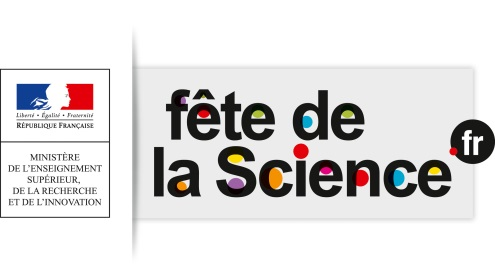 Liberté • Égalité • Fraternité
RÉPUBLIQUE FRANÇAISE
MINISTÈRE
DE L'ENSEIGNEMENT
SUPÉRIEUR,
DE LA RECHERCHE
ET DE L'INNOVATION
fête de
la Science
.fr